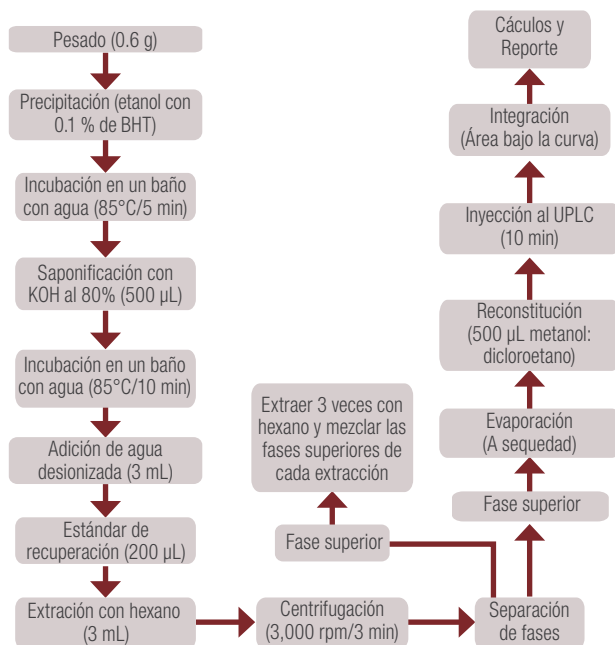 Pesado (0.6 g)
Precipitación (etanol con
0.1 % de BHT)
Incubación en un baño
con agua (85°C/5 min)
Saponificación con
KOH al 80% (500 µL)
Incubación en un baño
con agua (85°C/10 min)
Adición de agua
desionizada (3 mL)
Estándar de
recuperación (200 µL)
Extración con hexano
(3 mL)
Centrifugación
(3,000 rpm/3 min)
Separación
de fases
Fase superior
Extraer 3 veces con
hexano y mezclar las
fases superiores de
cada extracción
Fase superior
Evaporación
(A sequedad)
Reconstitución
(500 µL metanol:
dicloroetano)
Inyección al UPLC
(10 min)
Integración
(Área bajo la curva)
Cáculos y
Reporte